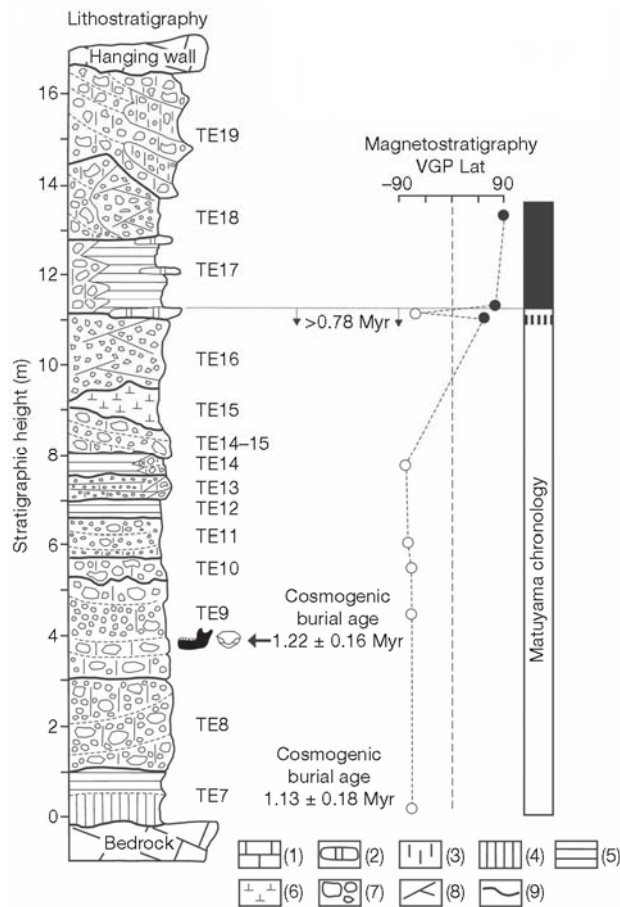 Lithostratigraphy
Hanging wall
16
TE19
Magnetostratigraphy
VGP Lat
–90
90
14
TE18
TE17
12
>0.78 Myr
TE16
10
TE15
Stratigraphic height (m)
TE14–15
8
TE14
TE13
TE12
TE11
6
TE10
Cosmogenic
burial age
1.22 ± 0.16 Myr
TE9
4
Matuyama chronology
TE8
2
Cosmogenic
burial age
1.13 ± 0.18 Myr
TE7
0
Bedrock
(1)
(2)
(3)
(4)
(5)
(6)
(7)
(8)
(9)